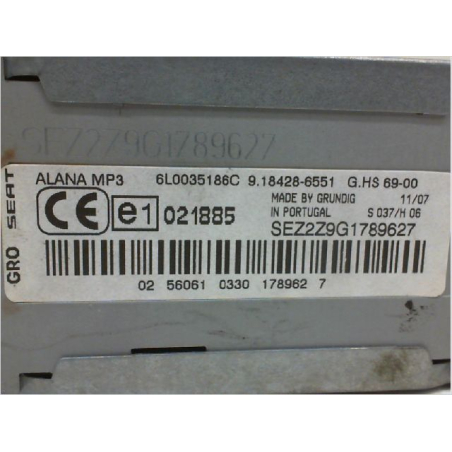 SEZ2Z9G1789627
GRO SEAT
ALANA MP3 6L0035186C 9.18428-6551 G.HS 69-00
CE e1 021885 MADE BY GRUNDIG 11/07
IN PORTUGAL S 037/H 06
SEZ2Z9G1789627
02 56061 0330 178962 7